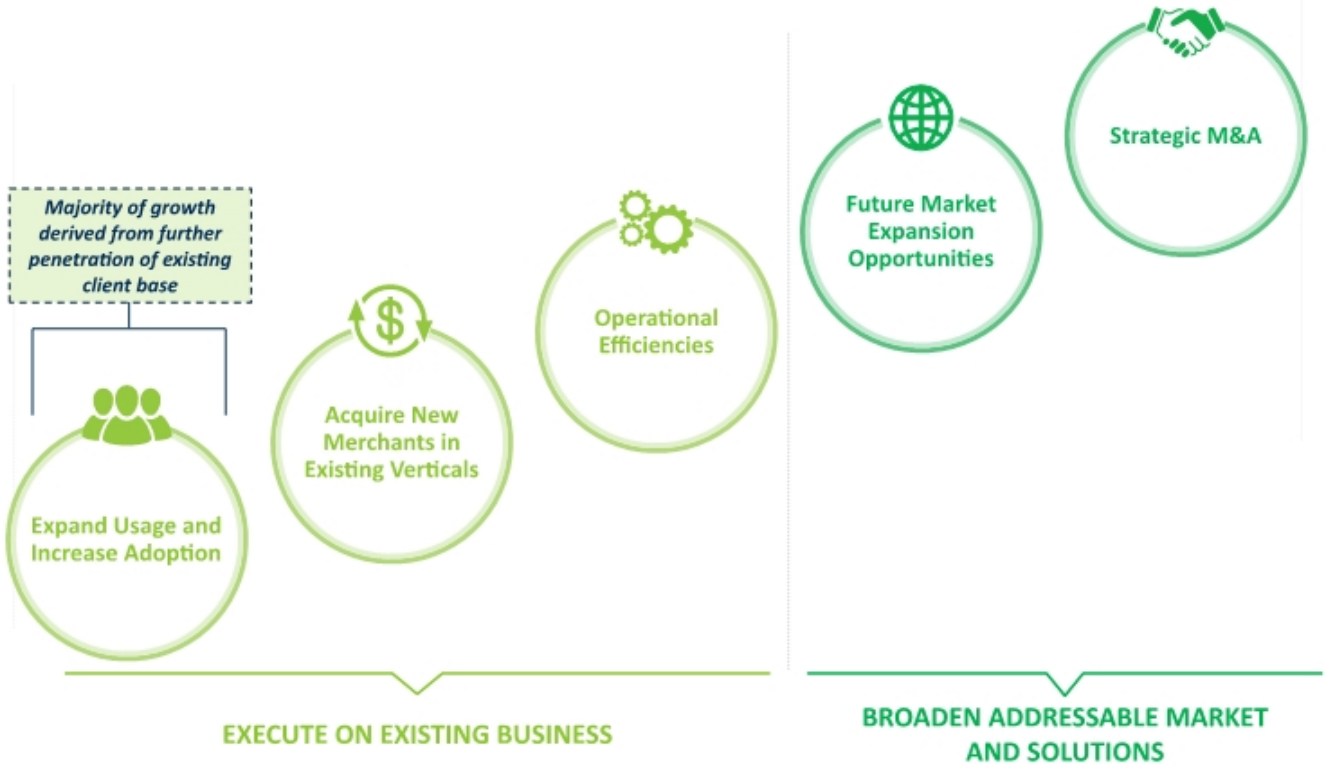 Majority of growth
derived from further
penetration of existing
client base
Expand Usage and
Increase Adoption
$
Acquire New
Merchants in
Existing Verticals
Operational
Efficiencies
Future Market
Expansion
Opportunities
Strategic M&A
EXECUTE ON EXISTING BUSINESS
BROADEN ADDRESSABLE MARKET
AND SOLUTIONS